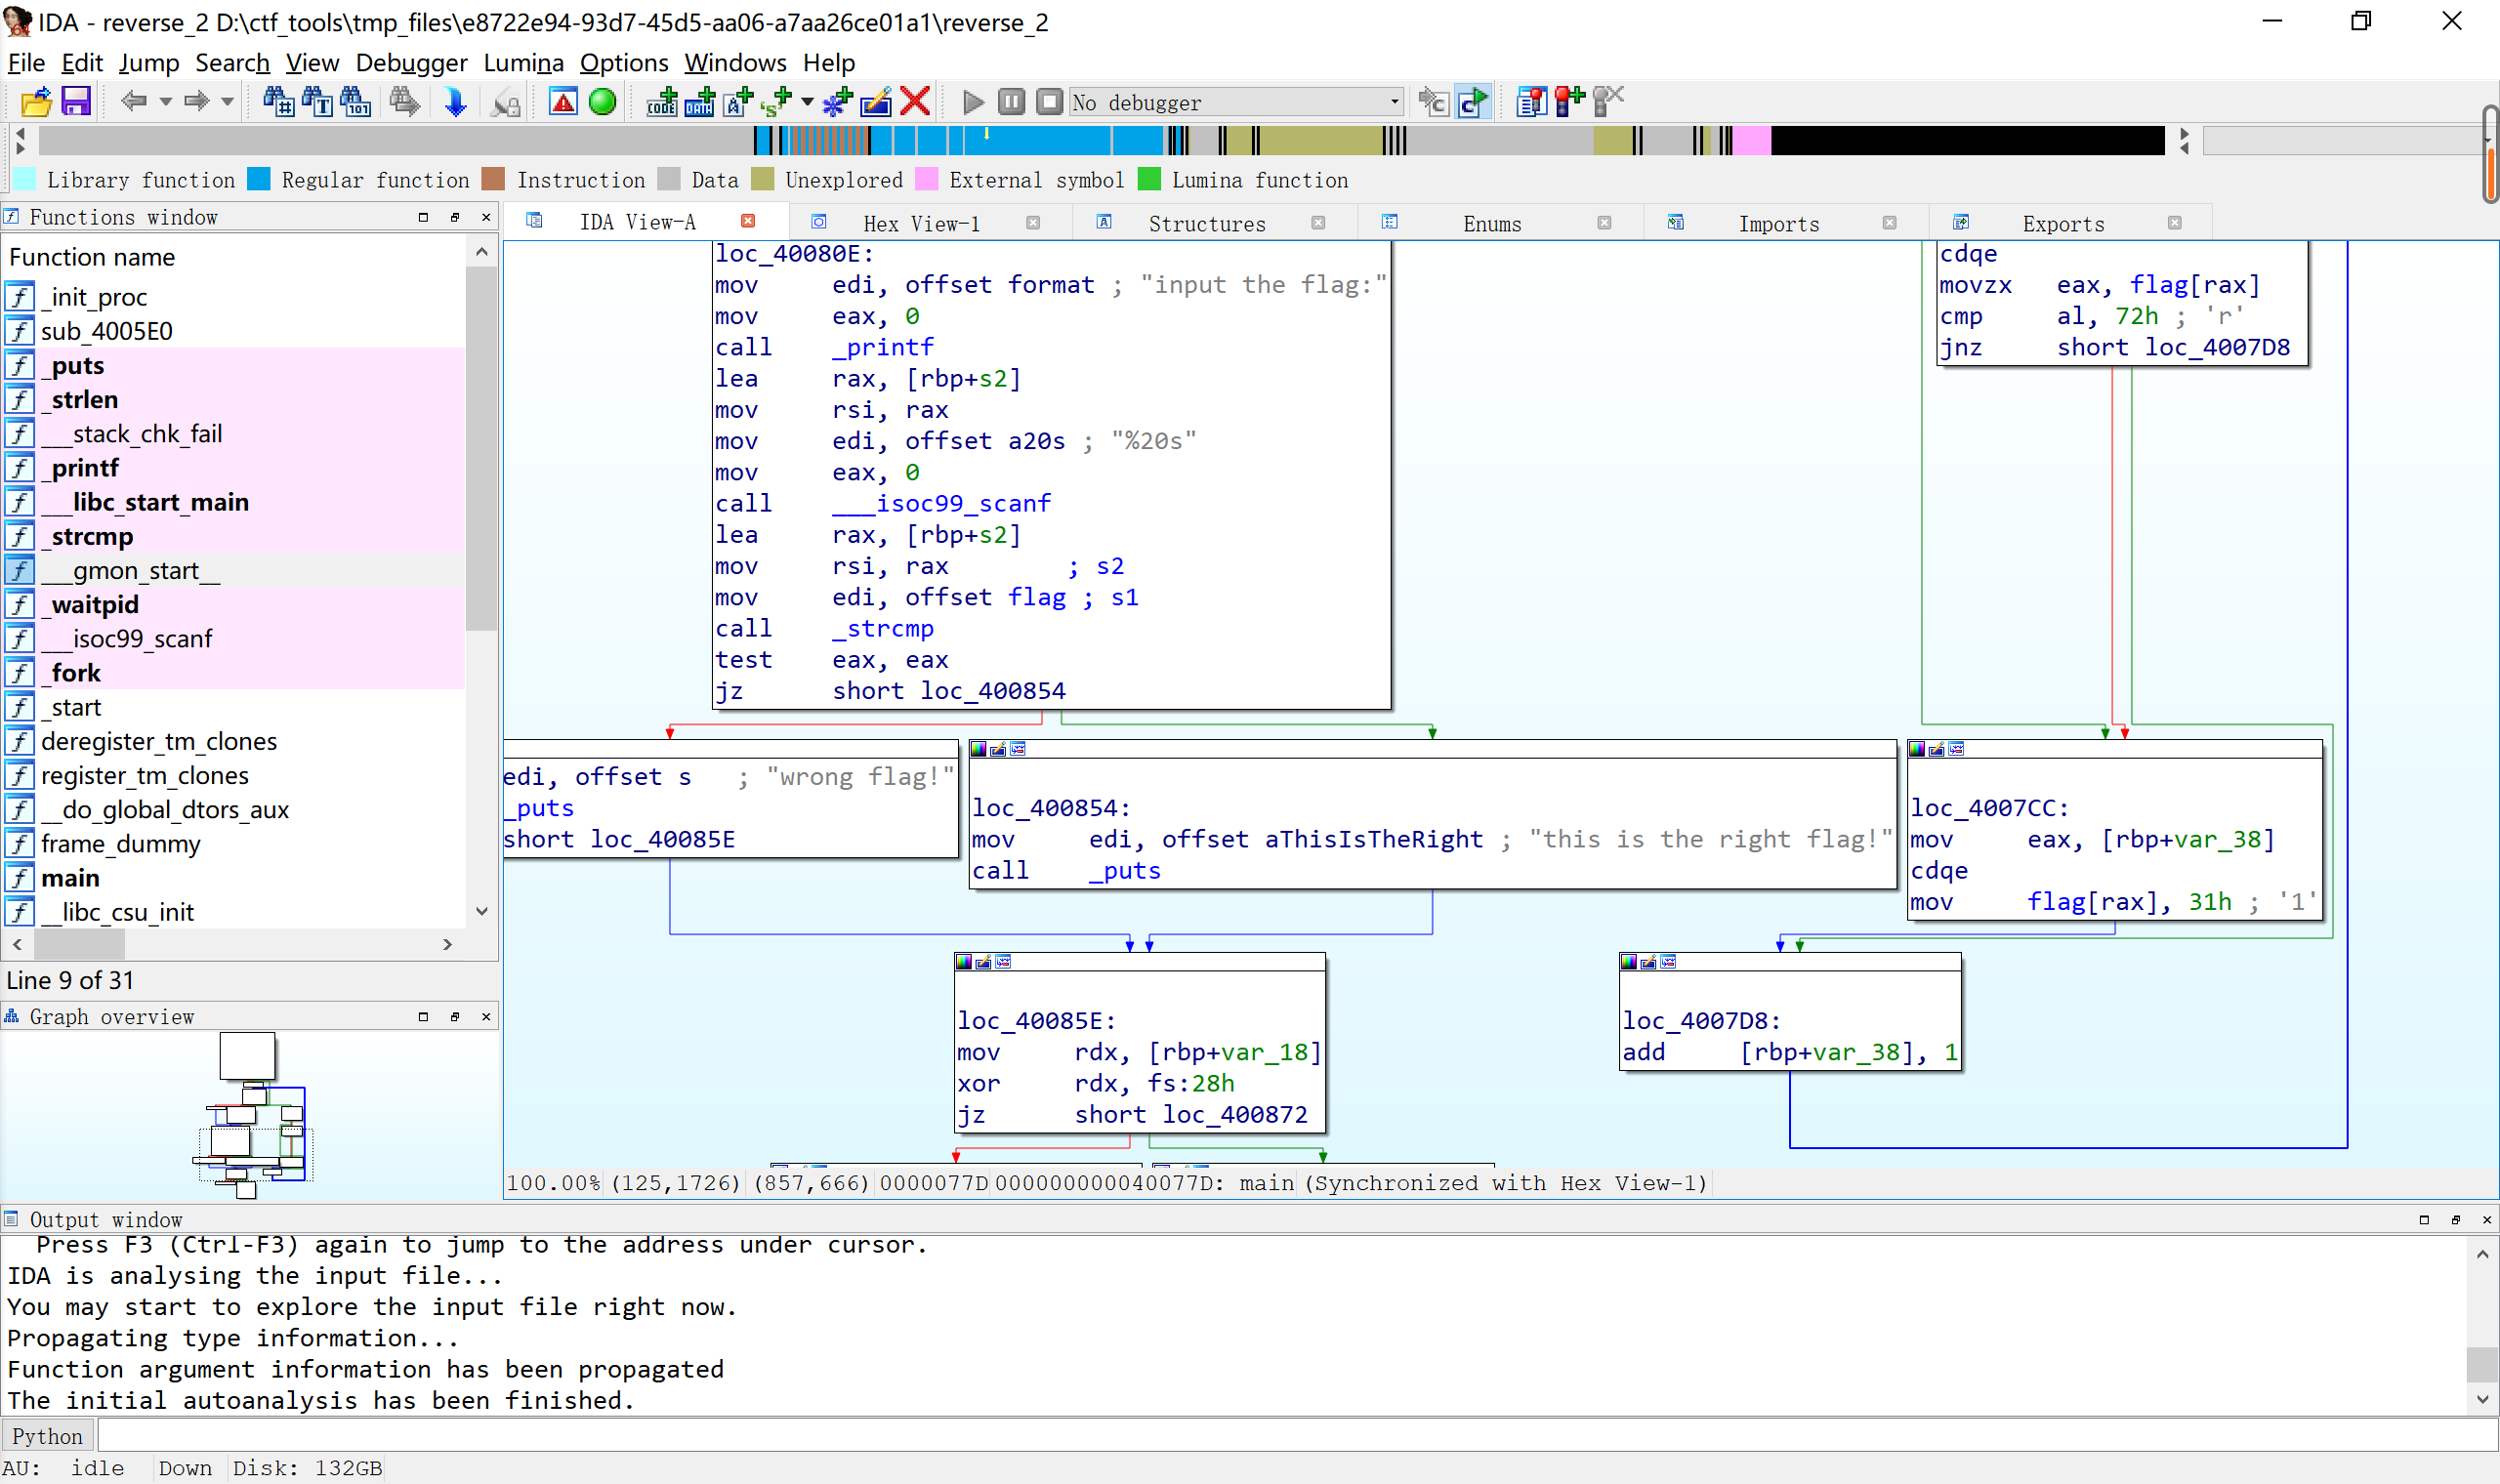 IDA - reverse_2 D:\ctf_tools\tmp_files\e8722e94-93d7-45d5-aa06-a7aa26ce01a1\reverse_2
File Edit Jump Search View Debugger Lumina Options Windows Help
No debugger
Library function Regular function Instruction Data Unexplored External symbol Lumina function
Functions window
IDA View-A Hex View-1 Structures Enums Imports Exports
Function name
_init_proc
sub_4005E0
_puts
_strlen
___stack_chk_fail
_printf
___libc_start_main
_strcmp
___gmon_start__
_waitpid
___isoc99_scanf
_fork
_start
deregister_tm_clones
register_tm_clones
__do_global_dtors_aux
frame_dummy
main
__libc_csu_init
Line 9 of 31
Graph overview
loc_40080E:
mov edi, offset format ; "input the flag:"
mov eax, 0
call _printf
lea rax, [rbp+s2]
mov rsi, rax
mov edi, offset a20s ; "%20s"
mov eax, 0
call ___isoc99_scanf
lea rax, [rbp+s2]
mov rsi, rax ; s2
mov edi, offset flag ; s1
call _strcmp
test eax, eax
jz short loc_400854
cdqe
movzx eax, flag[rax]
cmp al, 72h ; 'r'
jnz short loc_4007D8
edi, offset s ; "wrong flag!"
_puts
short loc_40085E
loc_400854:
mov edi, offset aThisIsTheRight ; "this is the right flag!"
call _puts
loc_4007CC:
mov eax, [rbp+var_38]
cdqe
mov flag[rax], 31h ; '1'
loc_40085E:
mov rdx, [rbp+var_18]
xor rdx, fs:28h
jz short loc_400872
loc_4007D8:
add [rbp+var_38], 1
100.00% (125,1726) (857,666) 0000077D 000000000040077D: main (Synchronized with Hex View-1)
Output window
Press F3 (Ctrl-F3) again to jump to the address under cursor.
IDA is analysing the input file...
You may start to explore the input file right now.
Propagating type information...
Function argument information has been propagated
The initial autoanalysis has been finished.
Python
AU: idle Down Disk: 132GB